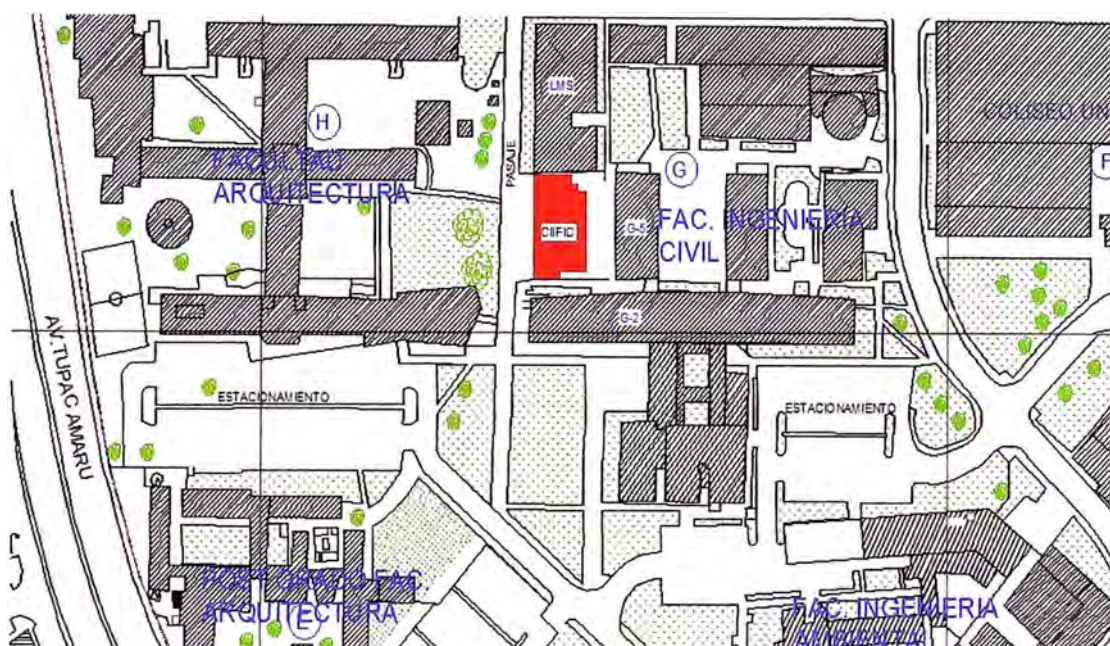 LMS
COLISEO UN
H
PASAJE
FACULTAD
ARQUITECTURA
G
F
CIIFIC
G-5
FAC. INGENIERIA
CIVIL
G-2
AV. TUPAC AMARU
ESTACIONAMIENTO
ESTACIONAMIENTO
POST GRADO FAC.
ARQUITECTURA
E
FAC. INGENIERIA
AMBIENTAL